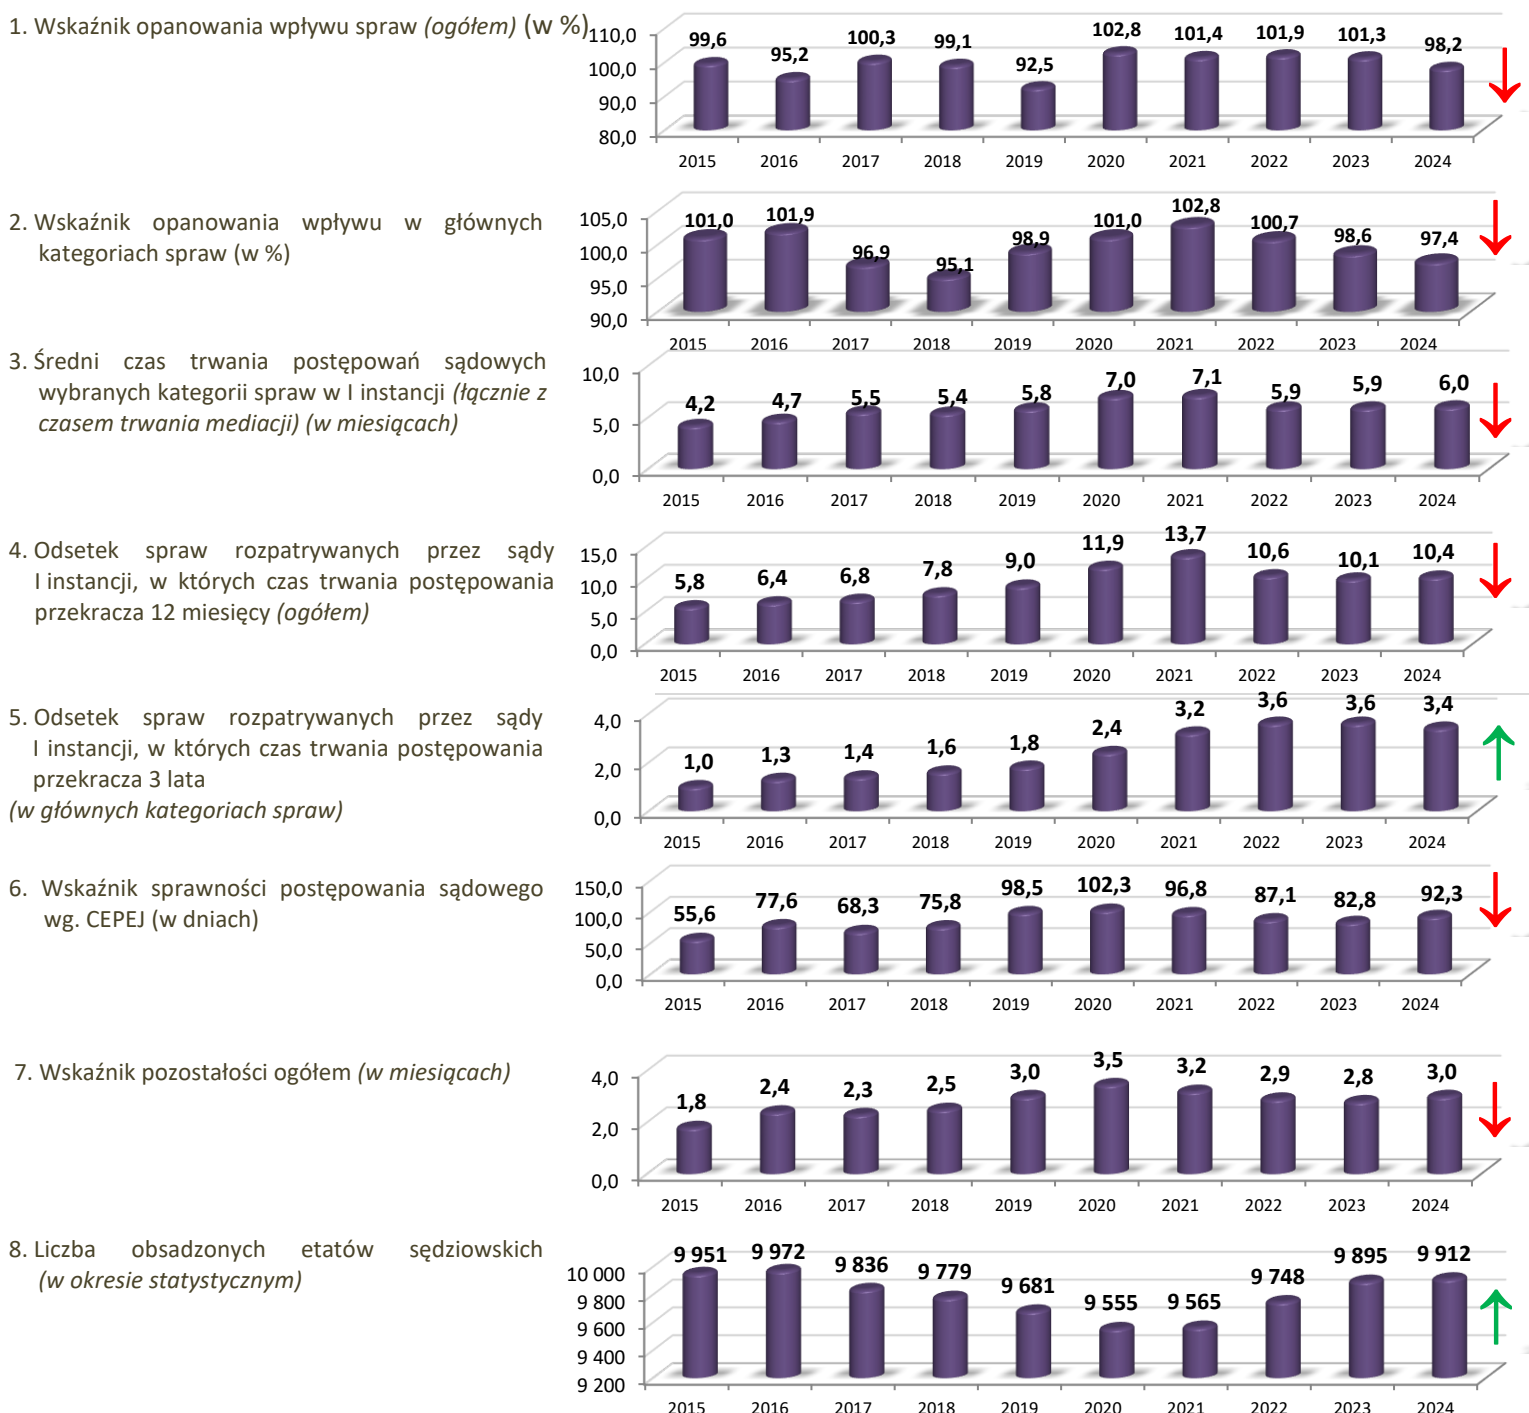 1. Wskaźnik opanowania wpływu spraw (ogółem) (w %)
110,0
100,0
90,0
80,0
99,6 95,2 100,3 99,1 92,5 102,8 101,4 101,9 101,3 98,2
2015 2016 2017 2018 2019 2020 2021 2022 2023 2024
2. Wskaźnik opanowania wpływu w głównych
kategoriach spraw (w %)
105,0
100,0
95,0
90,0
101,0 101,9 96,9 95,1 98,9 101,0 102,8 100,7 98,6 97,4
2015 2016 2017 2018 2019 2020 2021 2022 2023 2024
3. Średni czas trwania postępowań sądowych
wybranych kategorii spraw w I instancji (łącznie z
czasem trwania mediacji) (w miesiącach)
10,0
5,0
0,0
4,2 4,7 5,5 5,4 5,8 7,0 7,1 5,9 5,9 6,0
2015 2016 2017 2018 2019 2020 2021 2022 2023 2024
4. Odsetek spraw rozpatrywanych przez sądy
I instancji, w których czas trwania postępowania
przekracza 12 miesięcy (ogółem)
15,0
10,0
5,0
0,0
5,8 6,4 6,8 7,8 9,0 11,9 13,7 10,6 10,1 10,4
2015 2016 2017 2018 2019 2020 2021 2022 2023 2024
5. Odsetek spraw rozpatrywanych przez sądy
I instancji, w których czas trwania postępowania
przekracza 3 lata
(w głównych kategoriach spraw)
4,0
2,0
0,0
1,0 1,3 1,4 1,6 1,8 2,4 3,2 3,6 3,6 3,4
2015 2016 2017 2018 2019 2020 2021 2022 2023 2024
6. Wskaźnik sprawności postępowania sądowego
wg. CEPEJ (w dniach)
150,0
100,0
50,0
0,0
55,6 77,6 68,3 75,8 98,5 102,3 96,8 87,1 82,8 92,3
2015 2016 2017 2018 2019 2020 2021 2022 2023 2024
7. Wskaźnik pozostałości ogółem (w miesiącach)
4,0
2,0
0,0
1,8 2,4 2,3 2,5 3,0 3,5 3,2 2,9 2,8 3,0
2015 2016 2017 2018 2019 2020 2021 2022 2023 2024
8. Liczba obsadzonych etatów sędziowskich
(w okresie statystycznym)
10 000
9 800
9 600
9 400
9 200
9 951 9 972 9 836 9 779 9 681 9 555 9 565 9 748 9 895 9 912
2015 2016 2017 2018 2019 2020 2021 2022 2023 2024